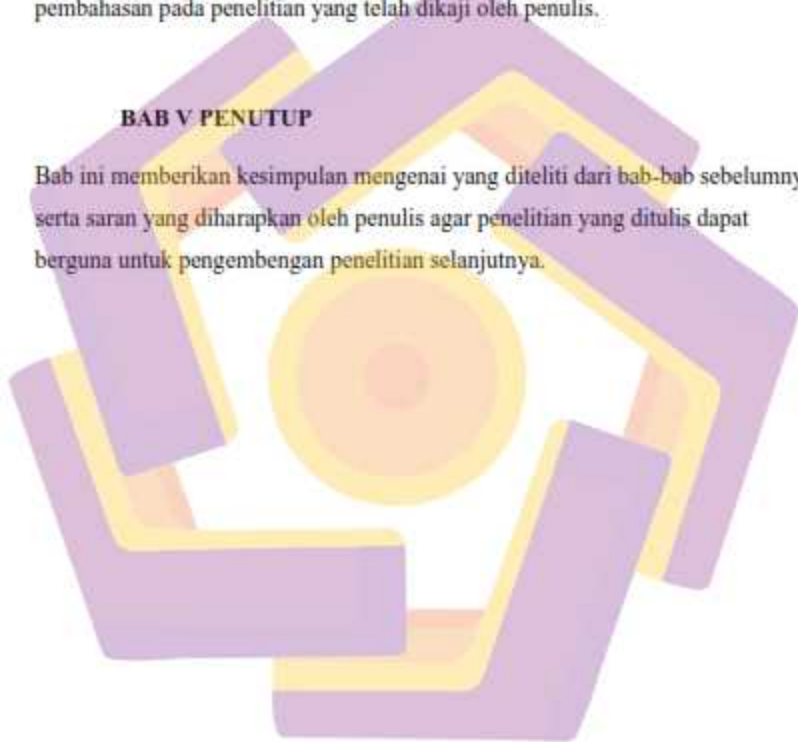 pembahasan pada penelitian yang telah dikaji oleh penulis.
BAB V PENUTUP
Bab ini memberikan kesimpulan mengenai yang diteliti dari bab-bab sebelumny
serta saran yang diharapkan oleh penulis agar penelitian yang ditulis dapat
berguna untuk pengembengan penelitian selanjutnya.